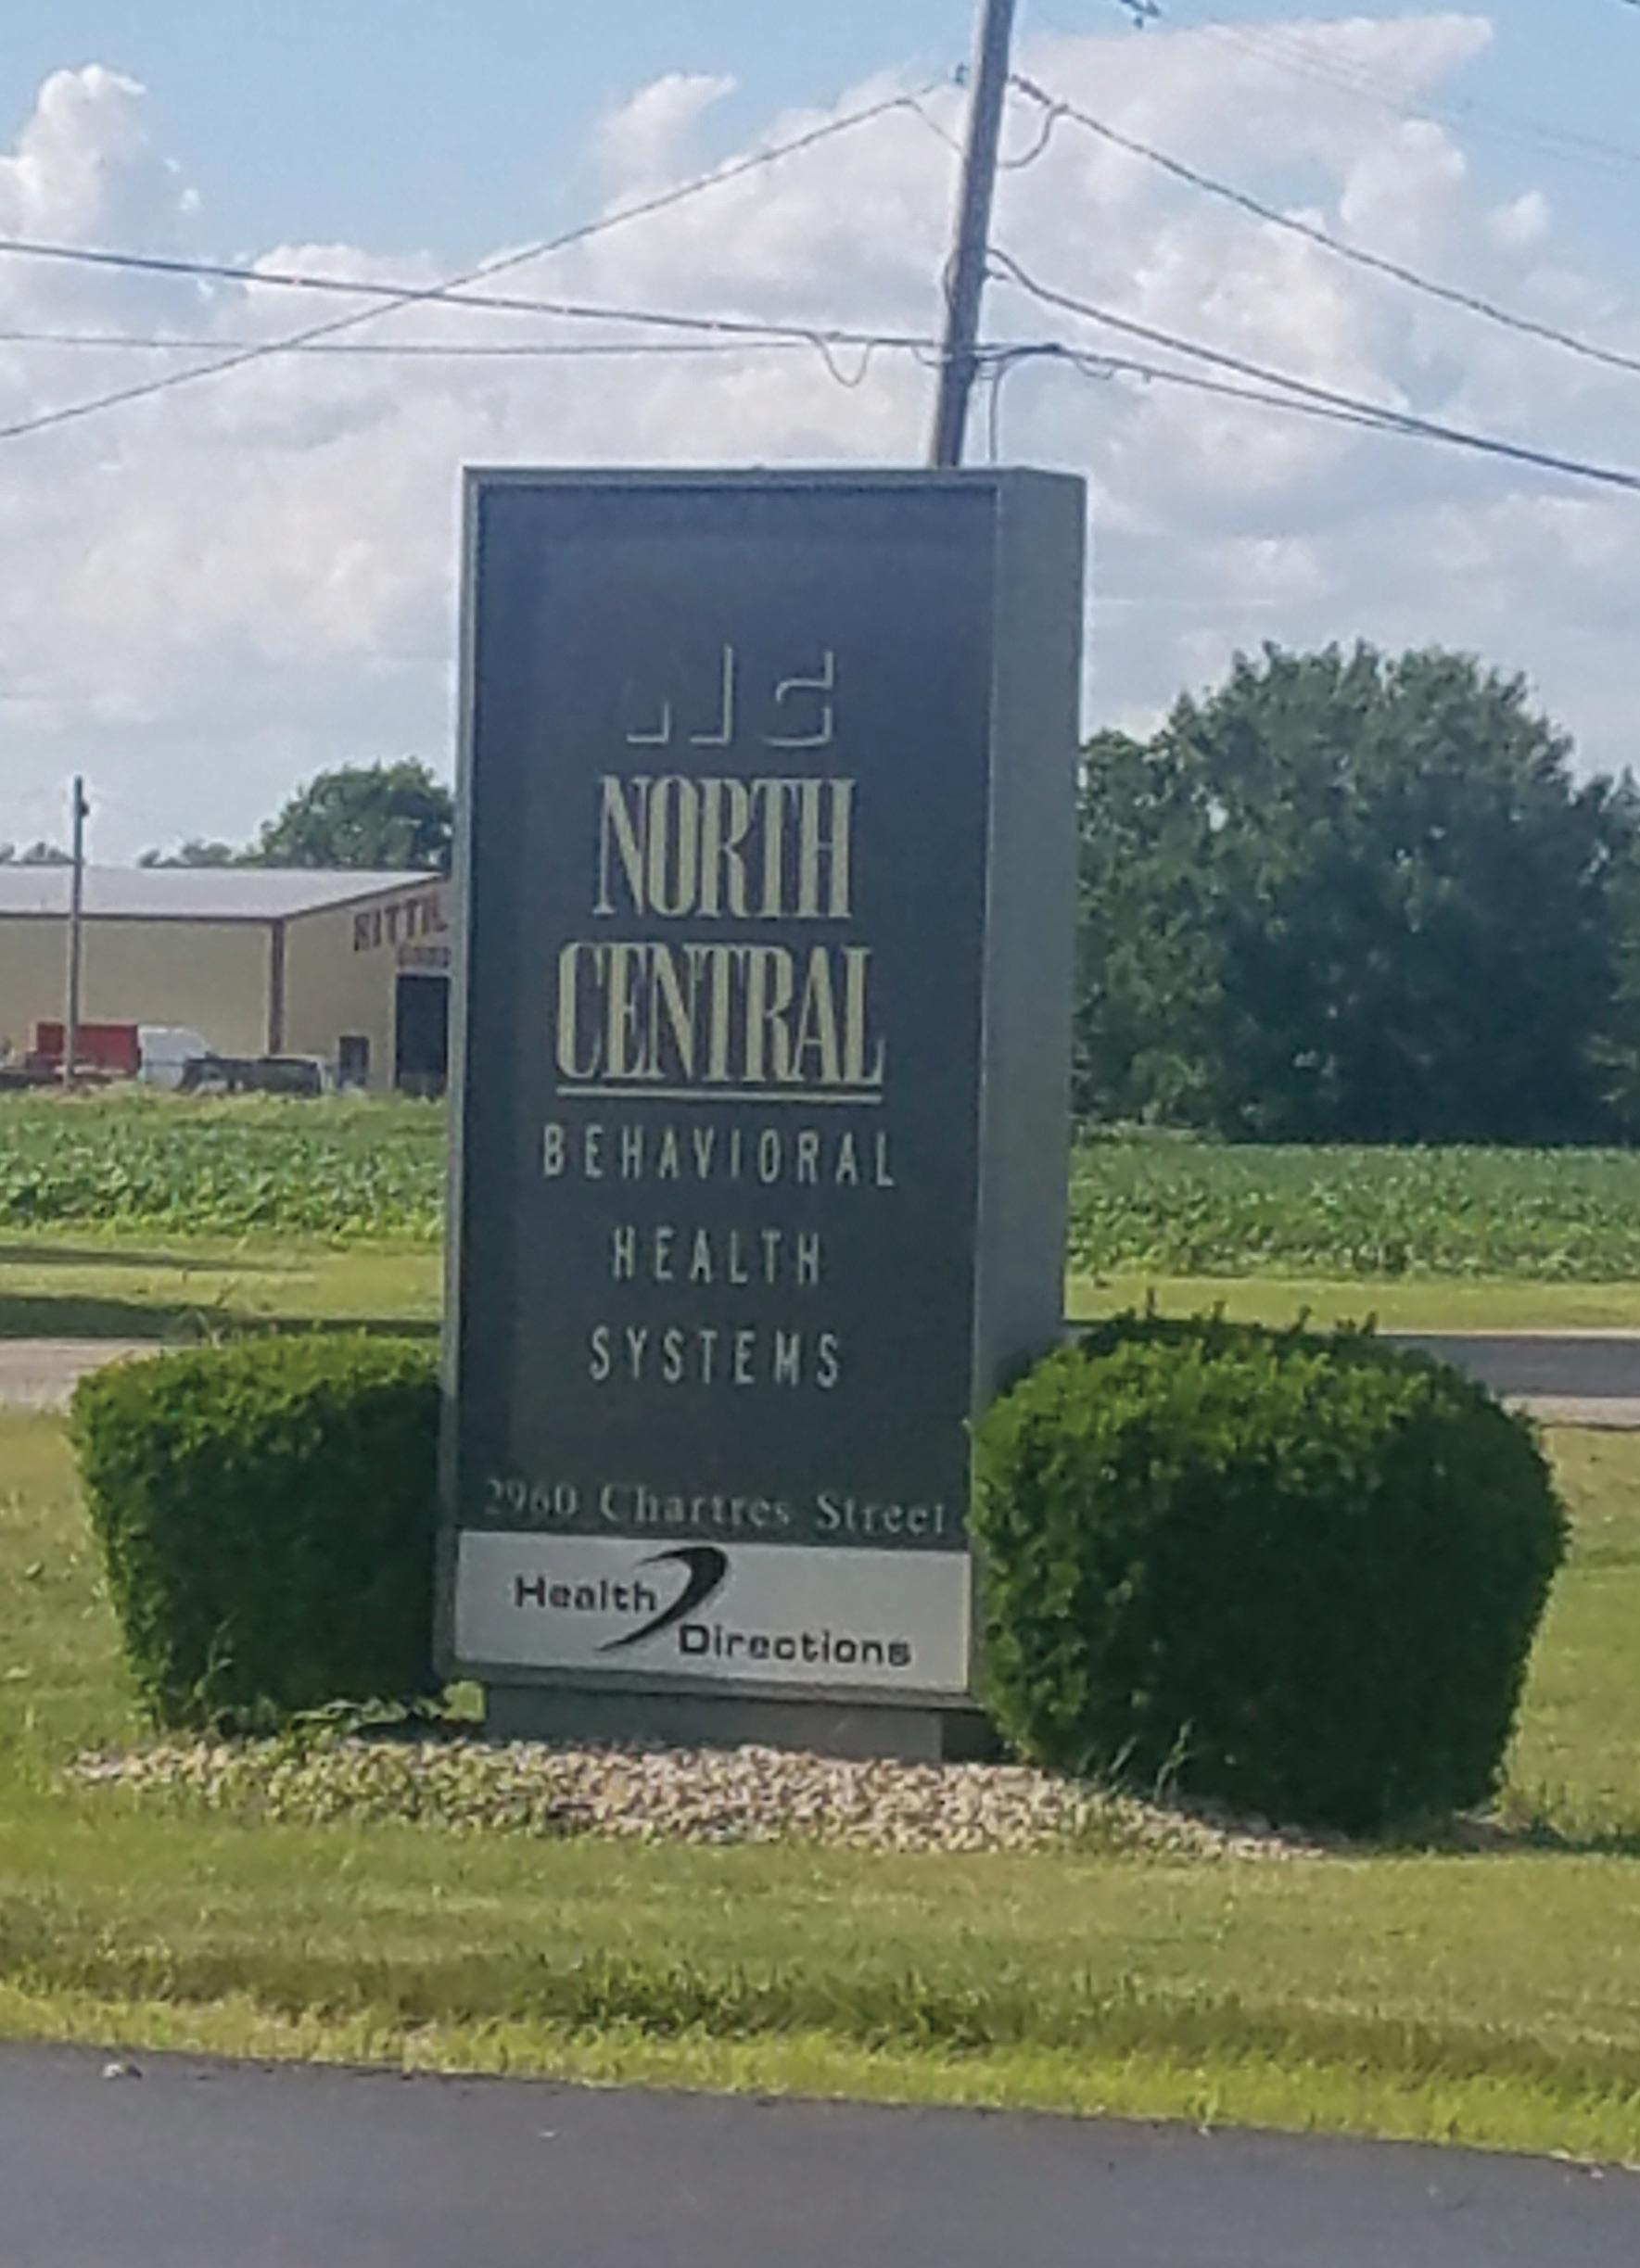 NORTH
CENTRAL
BEHAVIORAL
HEALTH
SYSTEMS
2960 Chartres Street
Health
Directions